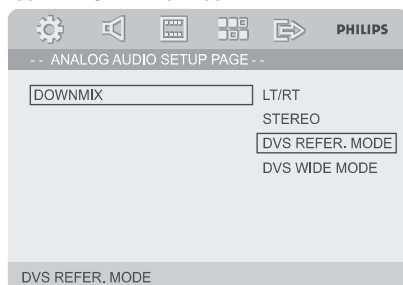 PHILIPS
- - ANALOG AUDIO SETUP PAGE - -
DOWNMIX
LT/RT
STEREO
DVS REFER. MODE
DVS WIDE MODE
DVS REFER. MODE